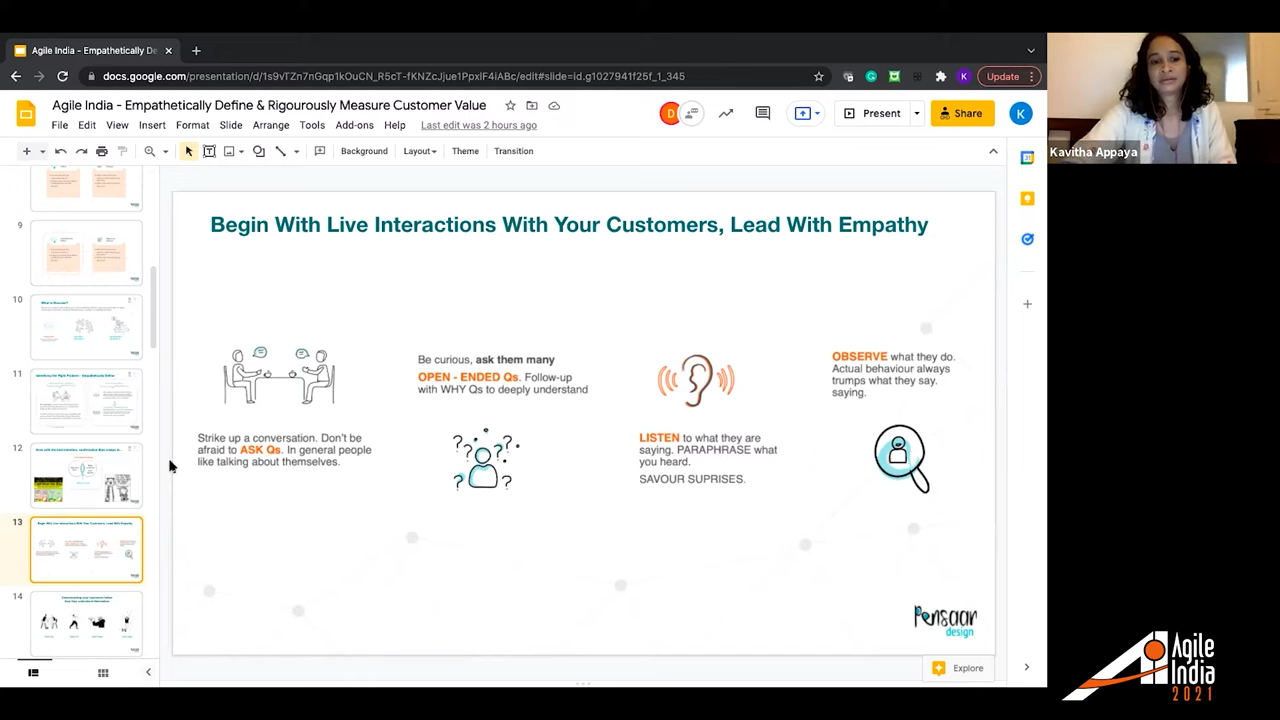 Agile India - Empathetically De
docs.google.com/presentation/d/1s9vTZn7nGqp1kOuCN_R5cT-fKNZcJjue1FpxlF4iABc/edit#slide=id.g1027941f25f_1_345
K
Update
Agile India - Empathetically Define & Rigourously Measure Customer Value
File Edit View Insert Format Slide Arrange Tools Add-ons Help Last edit was 2 hours ago
D
Present
Share
K
Background Layout Theme Transition
Kavitha Appaya
9
10
11
12
13
14
Begin With Live Interactions With Your Customers, Lead With Empathy
Strike up a conversation. Don't be
afraid to ASK Qs. In general people
like talking about themselves.
Be curious, ask them many
OPEN - ENDED Qs. Follow-up
with WHY Qs to deeply understand
LISTEN to what they are
saying. PARAPHRASE what
you heard.
SAVOUR SUPRISES.
OBSERVE what they do.
Actual behaviour always
trumps what they say.
saying.
Pensaar
design
Explore
Agile
India
2021